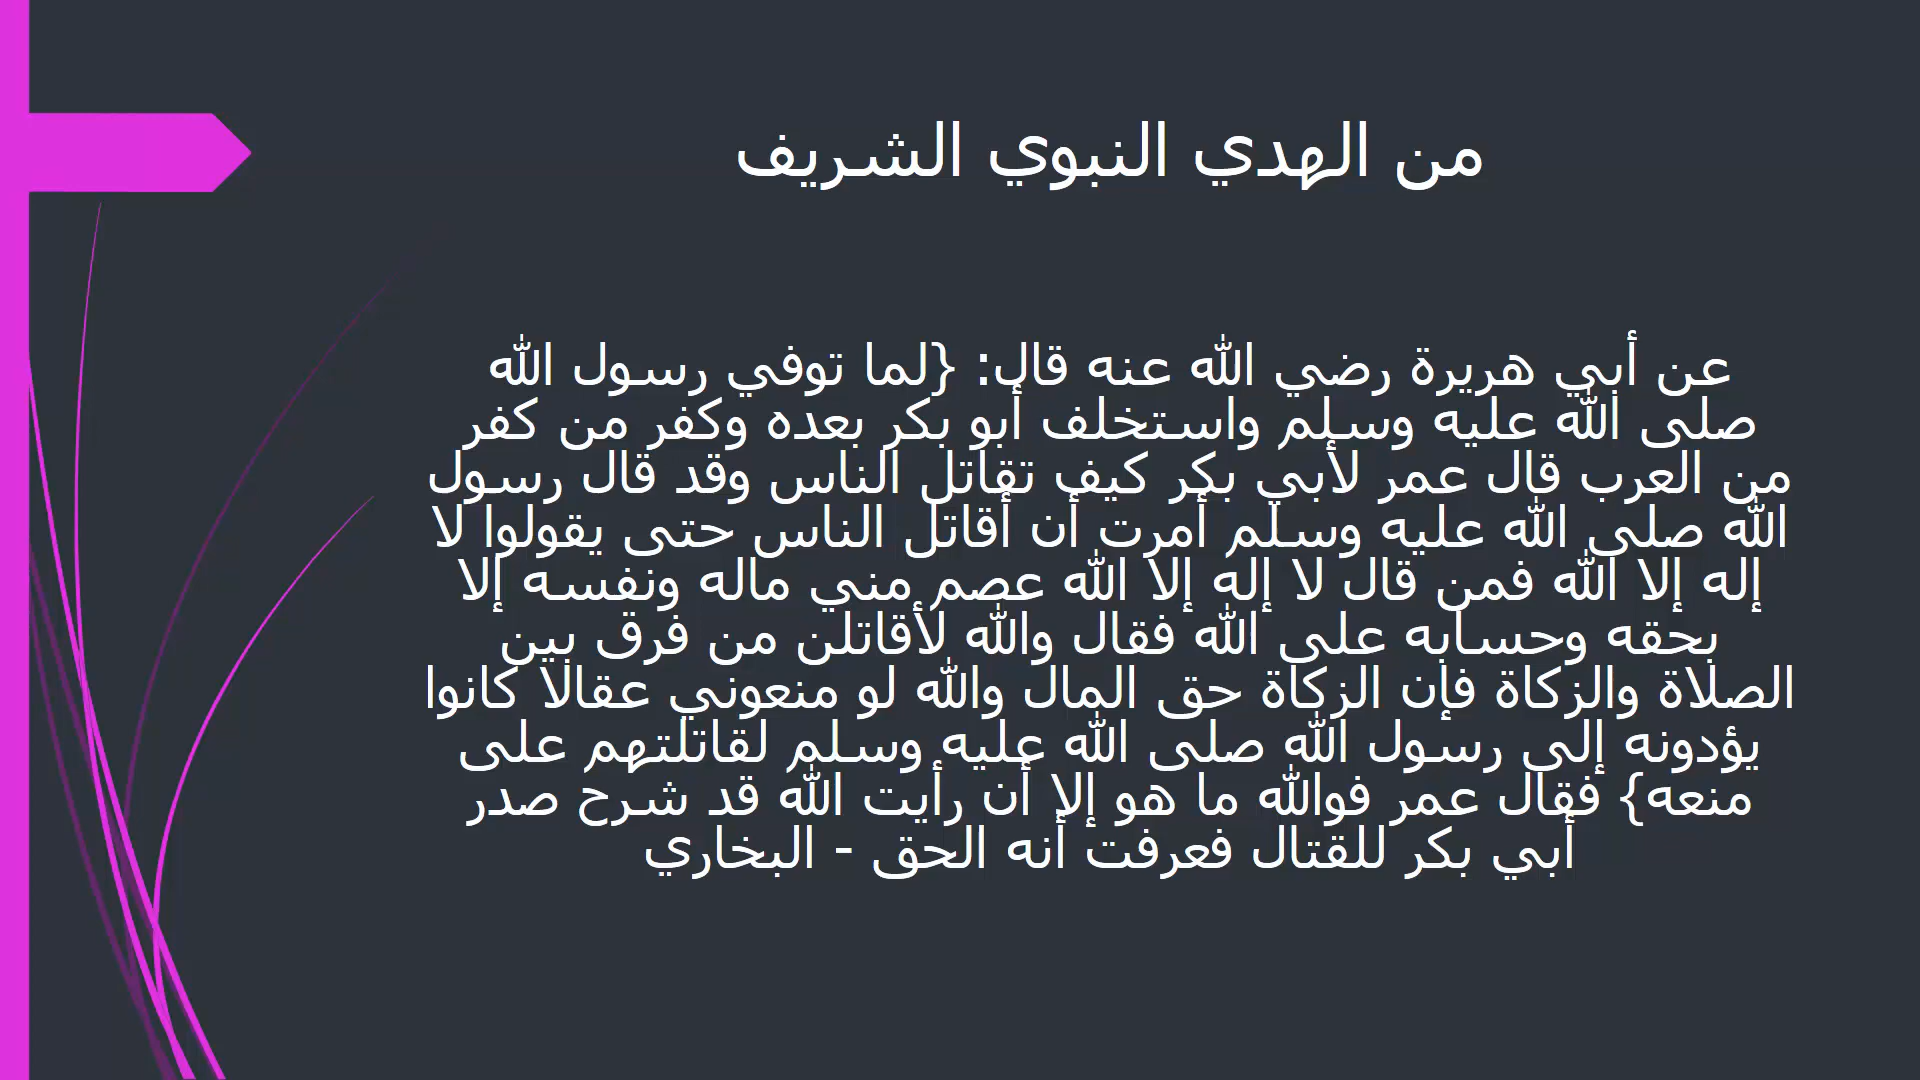 من الهدي النبوي الشريف
عن أبي هريرة رضي الله عنه قال: {لما توفي رسول الله
صلى الله عليه وسلم واستخلف أبو بكر بعده وكفر من كفر
من العرب قال عمر لأبي بكر كيف تقاتل الناس وقد قال رسول
الله صلى الله عليه وسلم أمرت أن أقاتل الناس حتى يقولوا لا
إله إلا الله فمن قال لا إله إلا الله عصم مني ماله ونفسه إلا
بحقه وحسابه على الله فقال والله لأقاتلن من فرق بين
الصلاة والزكاة فإن الزكاة حق المال والله لو منعوني عقالا كانوا
يؤدونه إلى رسول الله صلى الله عليه وسلم لقاتلتهم على
منعه} فقال عمر فوالله ما هو إلا أن رأيت الله قد شرح صدر
أبي بكر للقتال فعرفت أنه الحق - البخاري